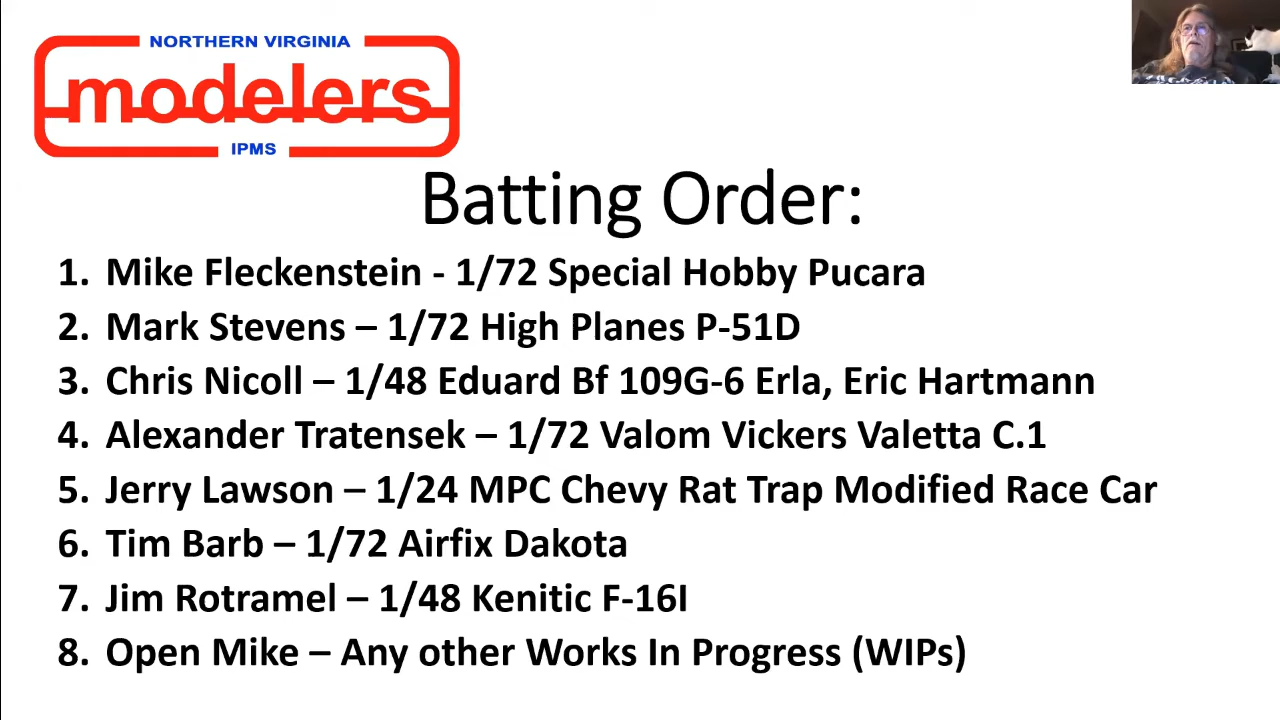 NORTHERN VIRGINIA
modelers
IPMS
Batting Order:
1. Mike Fleckenstein - 1/72 Special Hobby Pucara
2. Mark Stevens – 1/72 High Planes P-51D
3. Chris Nicoll – 1/48 Eduard Bf 109G-6 Erla, Eric Hartmann
4. Alexander Tratensek – 1/72 Valom Vickers Valetta C.1
5. Jerry Lawson – 1/24 MPC Chevy Rat Trap Modified Race Car
6. Tim Barb – 1/72 Airfix Dakota
7. Jim Rotramel – 1/48 Kenitic F-16I
8. Open Mike – Any other Works In Progress (WIPs)